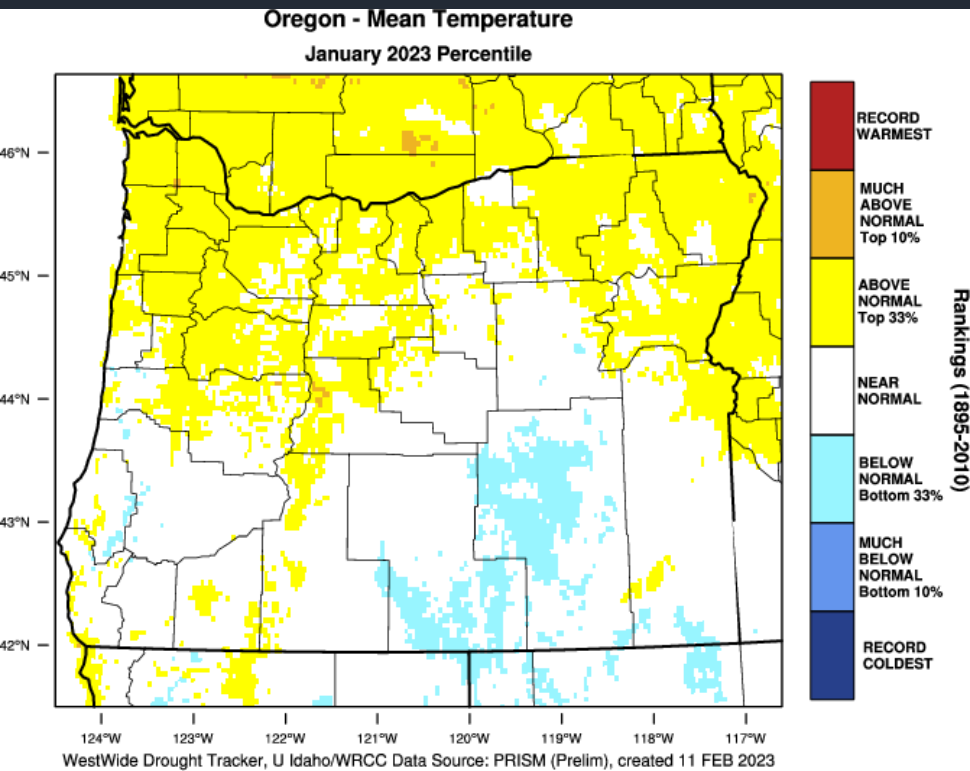 Oregon - Mean Temperature
January 2023 Percentile
46°N
45°N
44°N
43°N
42°N
124°W
123°W
122°W
121°W
120°W
119°W
118°W
117°W
RECORD
WARMEST
MUCH
ABOVE
NORMAL
Top 10%
ABOVE
NORMAL
Top 33%
NEAR
NORMAL
BELOW
NORMAL
Bottom 33%
MUCH
BELOW
NORMAL
Bottom 10%
RECORD
COLDEST
Rankings (1895-2010)
WestWide Drought Tracker, U Idaho/WRCC Data Source: PRISM (Prelim), created 11 FEB 2023